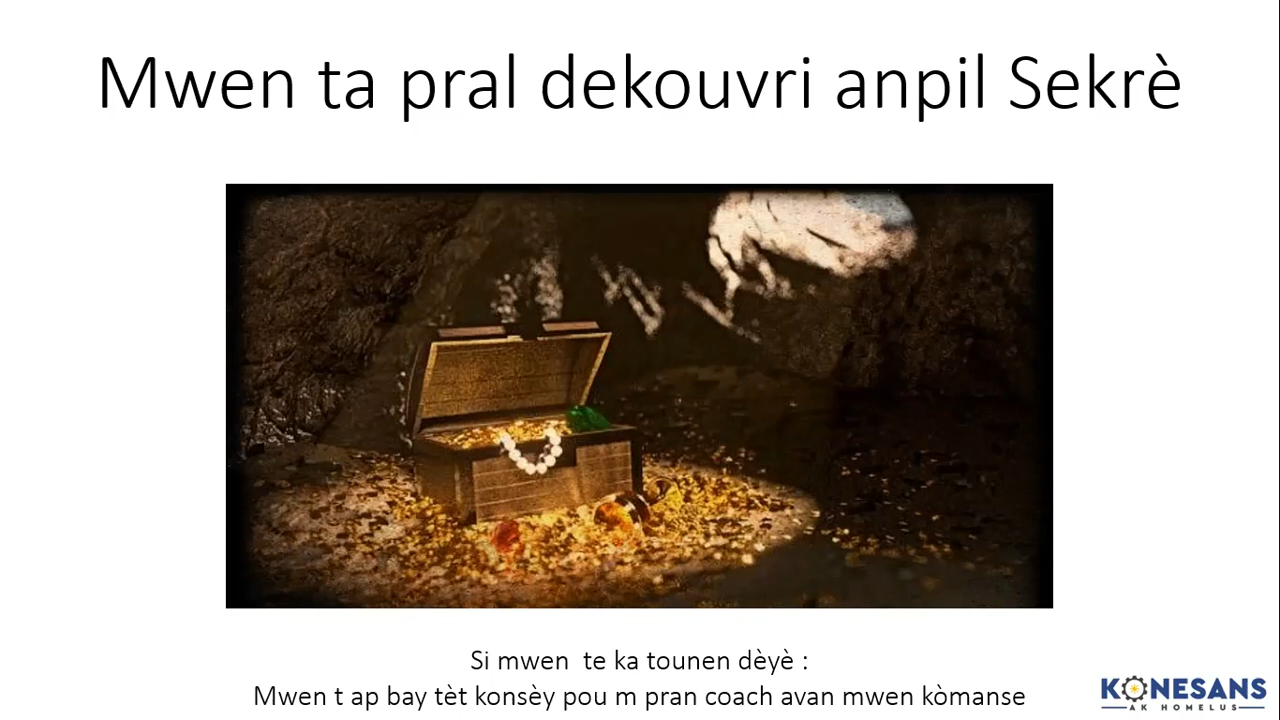 Mwen ta pral dekouvri anpil Sekrè
Si mwen  te ka tounen dèyè :
Mwen t ap bay tèt konsèy pou m pran coach avan mwen kòmanse
KONESANS
AK HOMELUS